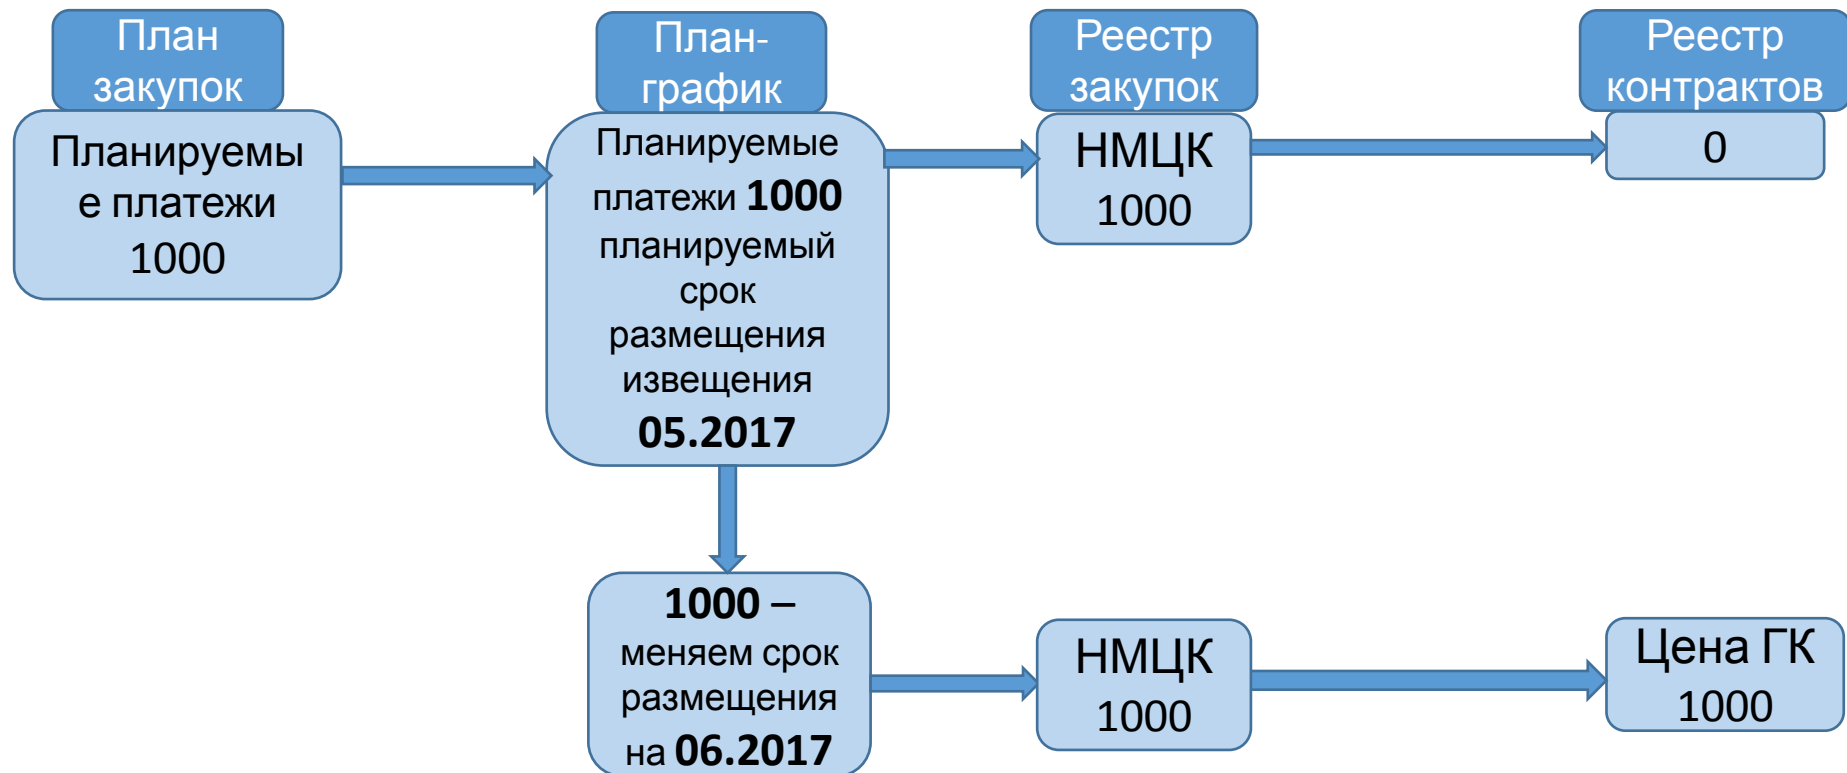 План
закупок
Планируемы
е платежи
1000
План-
график
Планируемые
платежи 1000
планируемый
срок
размещения
извещения
05.2017
1000 –
меняем срок
размещения
на 06.2017
Реестр
закупок
НМЦК
1000
НМЦК
1000
Реестр
контрактов
0
Цена ГК
1000